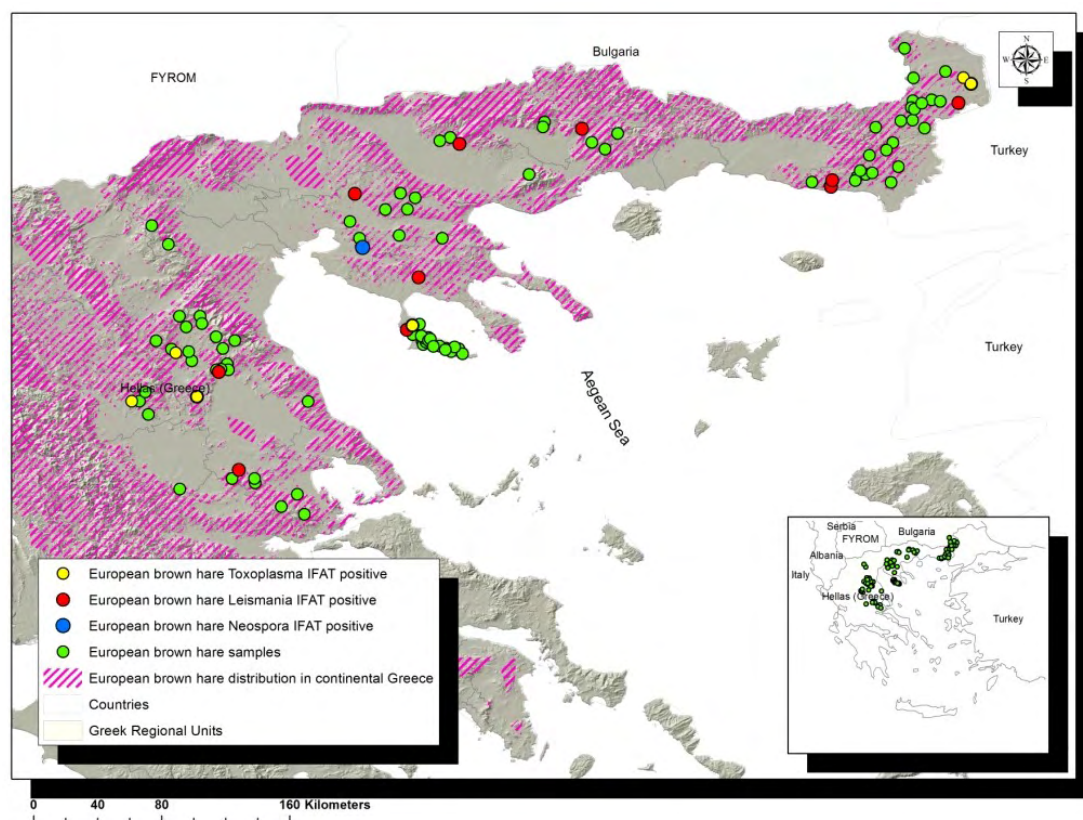 Bulgaria
FYROM
N
W E
S
Turkey
Turkey
Hellas (Greece)
Aegean Sea
European brown hare Toxoplasma IFAT positive
European brown hare Leismania IFAT positive
European brown hare Neospora IFAT positive
European brown hare samples
European brown hare distribution in continental Greece
Countries
Greek Regional Units
Serbia
Bulgaria
FYROM
Albania
Italy
Hellas (Greece)
Turkey
0 40 80 160 Kilometers